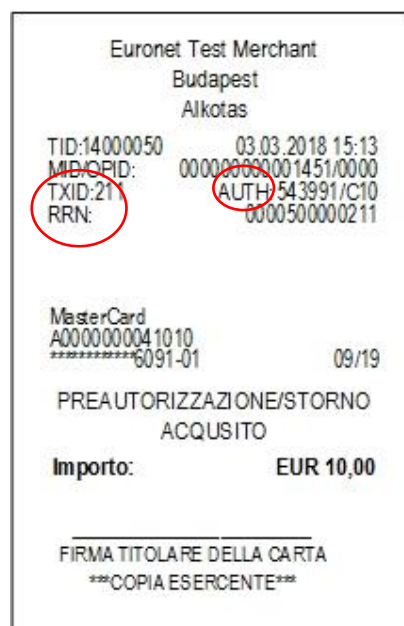 Euronet Test Merchant
Budapest
Alkotas
TID:14000050 03.03.2018 15:13
MID/OPID: 000000000001451/0000
TXID:211 AUTH:543991/C10
RRN: 0000500000211
MasterCard
A0000000041010
************6091-01 09/19
PREAUTORIZZAZIONE/STORNO
ACQUSITO
Importo: EUR 10,00
FIRMA TITOLARE DELLA CARTA
***COPIA ESERCENTE***